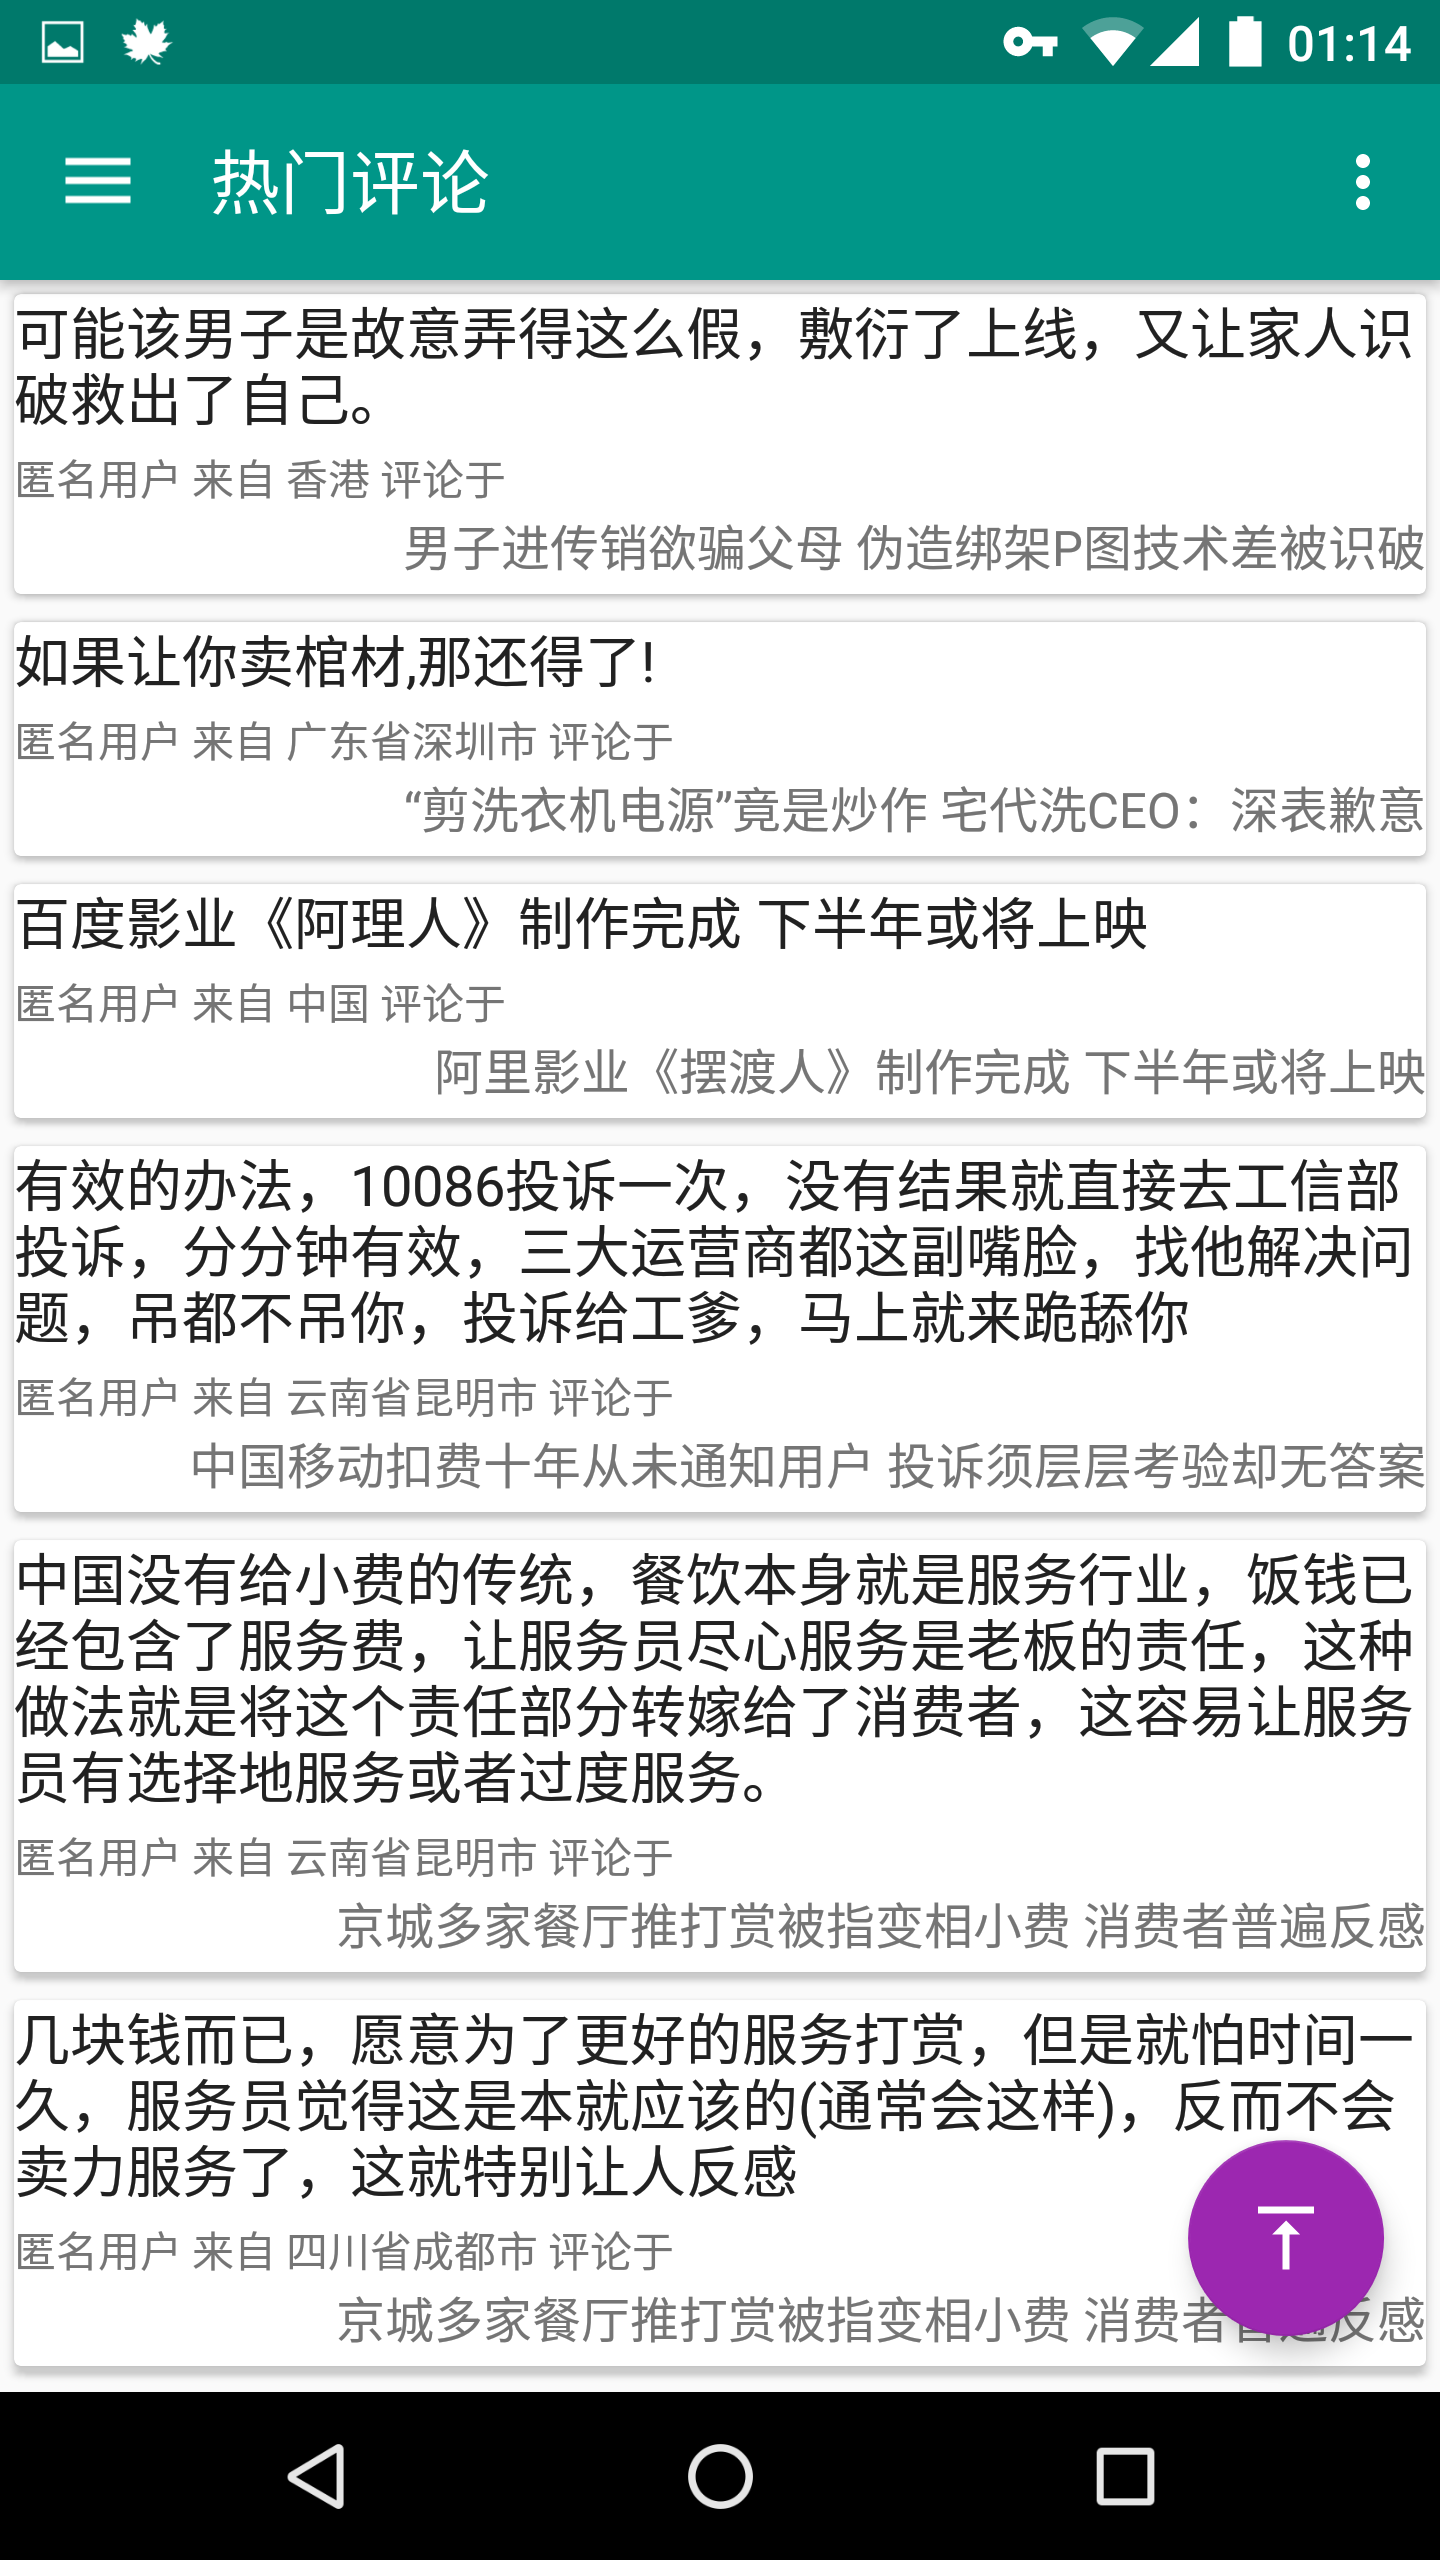 01:14
热门评论
可能该男子是故意弄得这么假，敷衍了上线，又让家人识
破救出了自己。
匿名用户 来自 香港 评论于
男子进传销欲骗父母 伪造绑架P图技术差被识破
如果让你卖棺材,那还得了!
匿名用户 来自 广东省深圳市 评论于
“剪洗衣机电源”竟是炒作 宅代洗CEO：深表歉意
百度影业《阿理人》制作完成 下半年或将上映
匿名用户 来自 中国 评论于
阿里影业《摆渡人》制作完成 下半年或将上映
有效的办法，10086投诉一次，没有结果就直接去工信部
投诉，分分钟有效，三大运营商都这副嘴脸，找他解决问
题，吊都不吊你，投诉给工爹，马上就来跪舔你
匿名用户 来自 云南省昆明市 评论于
中国移动扣费十年从未通知用户 投诉须层层考验却无答案
中国没有给小费的传统，餐饮本身就是服务行业，饭钱已
经包含了服务费，让服务员尽心服务是老板的责任，这种
做法就是将这个责任部分转嫁给了消费者，这容易让服务
员有选择地服务或者过度服务。
匿名用户 来自 云南省昆明市 评论于
京城多家餐厅推打赏被指变相小费 消费者普遍反感
几块钱而已，愿意为了更好的服务打赏，但是就怕时间一
久，服务员觉得这是本就应该的(通常会这样)，反而不会
卖力服务了，这就特别让人反感
匿名用户 来自 四川省成都市 评论于
京城多家餐厅推打赏被指变相小费 消费者普遍反感